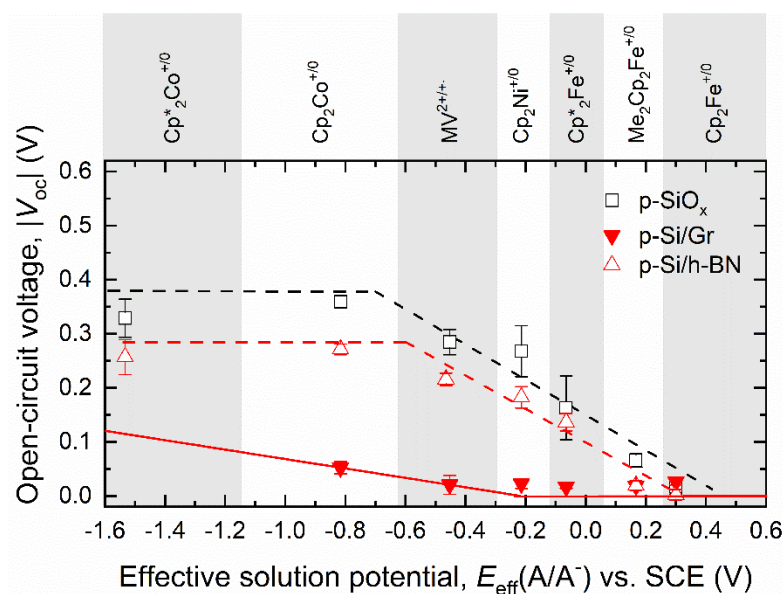 Cp*₂Co⁺/⁰
Cp₂Co⁺/⁰
MV²⁺/⁺·
Cp₂Ni⁺/⁰
Cp*₂Fe⁺/⁰
Me₂Cp₂Fe⁺/⁰
Cp₂Fe⁺/⁰
Open-circuit voltage, |V_oc| (V)
0.6
0.5
0.4
0.3
0.2
0.1
0.0
p-SiOₓ
p-Si/Gr
p-Si/h-BN
-1.6 -1.4 -1.2 -1.0 -0.8 -0.6 -0.4 -0.2 0.0 0.2 0.4 0.6
Effective solution potential, E_eff(A/A⁻) vs. SCE (V)